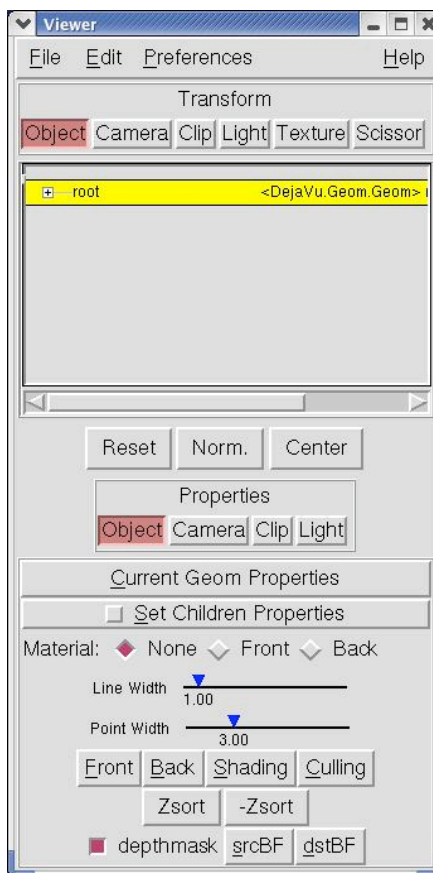 Viewer
File Edit Preferences Help
Transform
Object Camera Clip Light Texture Scissor
root <DejaVu.Geom.Geom>
Reset Norm. Center
Properties
Object Camera Clip Light
Current Geom Properties
Set Children Properties
Material: None Front Back
Line Width
1.00
Point Width
3.00
Front Back Shading Culling
Zsort -Zsort
depthmask srcBF dstBF